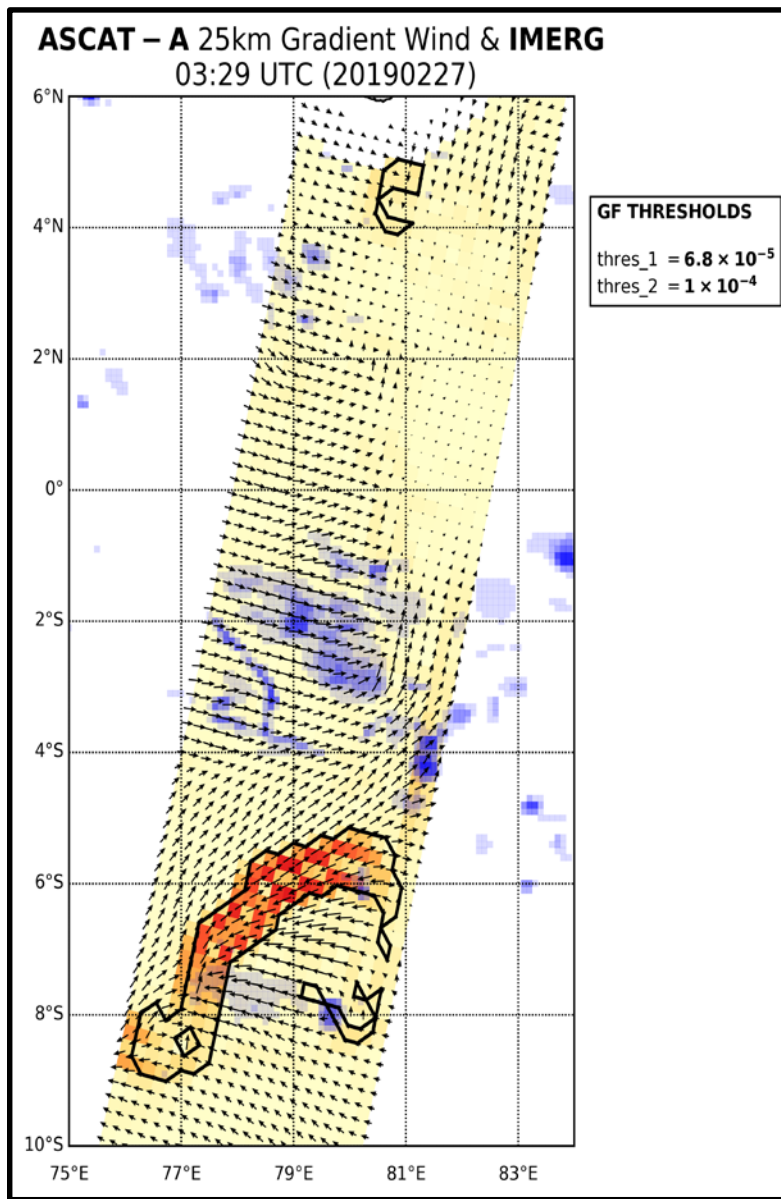 ASCAT – A 25km Gradient Wind & IMERG
03:29 UTC (20190227)
6°N
4°N
2°N
0°
2°S
4°S
6°S
8°S
10°S
75°E 77°E 79°E 81°E 83°E
GF THRESHOLDS
thres_1 = 6.8 × 10⁻⁵
thres_2 = 1 × 10⁻⁴